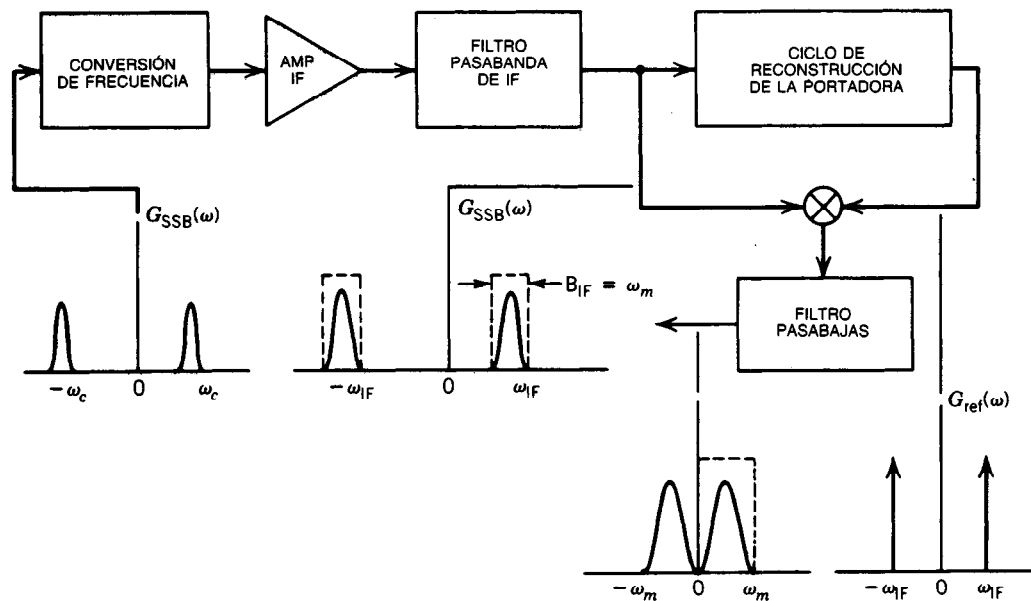 CONVERSIÓN
DE FRECUENCIA
AMP
IF
FILTRO
PASABANDA
DE IF
CICLO DE
RECONSTRUCCIÓN
DE LA PORTADORA
G_SSB(ω)
G_SSB(ω)
B_IF = ω_m
FILTRO
PASABAJAS
−ω_c 0 ω_c
−ω_IF 0 ω_IF
G_ref(ω)
−ω_m 0 ω_m
−ω_IF 0 ω_IF